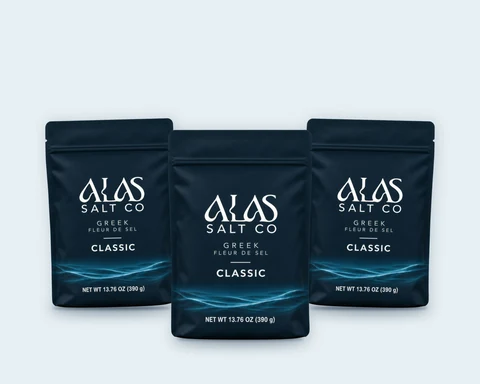 ALAS
SALT CO
GREEK
FLEUR DE SEL
CLASSIC
NET WT 13.76 OZ (390 g)
ALAS
SALT CO
GREEK
FLEUR DE SEL
CLASSIC
NET WT 13.76 OZ (390 g)
ALAS
SALT CO
GREEK
FLEUR DE SEL
CLASSIC
NET WT 13.76 OZ (390 g)